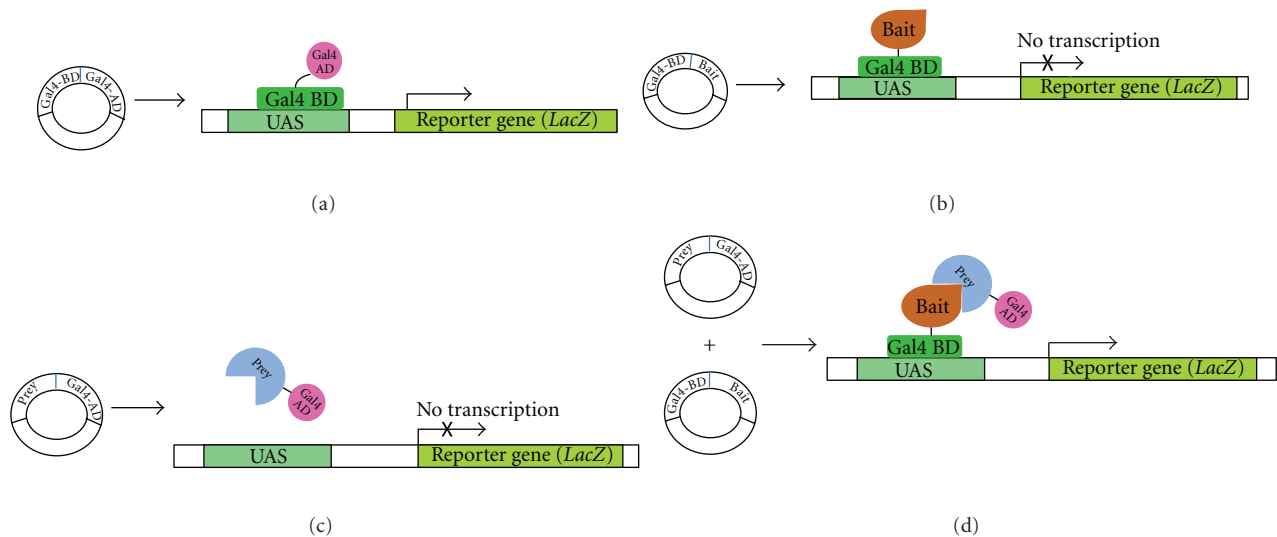 Gal4-BD
Gal4-AD
Gal4
AD
Gal4 BD
UAS
Reporter gene (LacZ)
(a)
Gal4-BD
Bait
Bait
Gal4 BD
UAS
No transcription
X
Reporter gene (LacZ)
(b)
Prey
Gal4-AD
Prey
Gal4
AD
No transcription
X
UAS
Reporter gene (LacZ)
(c)
Prey
Gal4-AD
+
Gal4-BD
Bait
Prey
Gal4
AD
Bait
Gal4 BD
UAS
Reporter gene (LacZ)
(d)